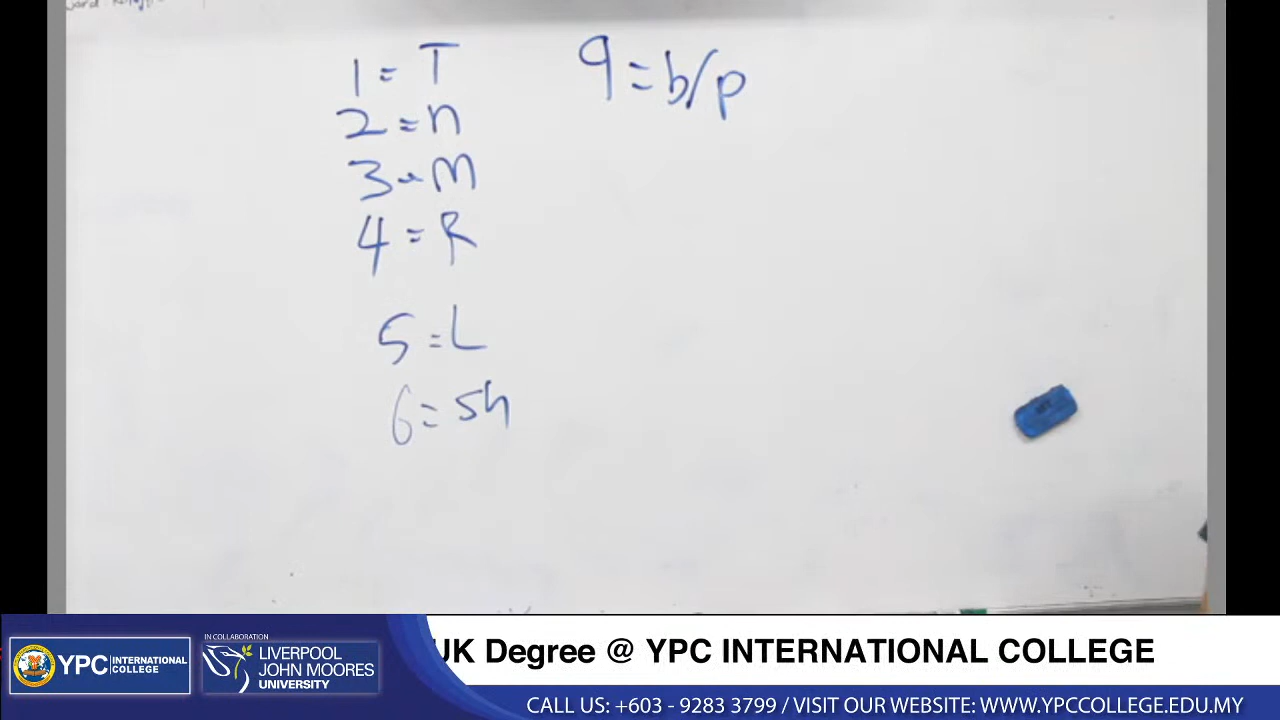 1 = T
2 = n
3 = M
4 = R
5 = L
6 = sh
9 = b/p
YPC INTERNATIONAL COLLEGE
IN COLLABORATION
LIVERPOOL
JOHN MOORES
UNIVERSITY
UK Degree @ YPC INTERNATIONAL COLLEGE
CALL US: +603 - 9283 3799 / VISIT OUR WEBSITE: WWW.YPCCOLLEGE.EDU.MY